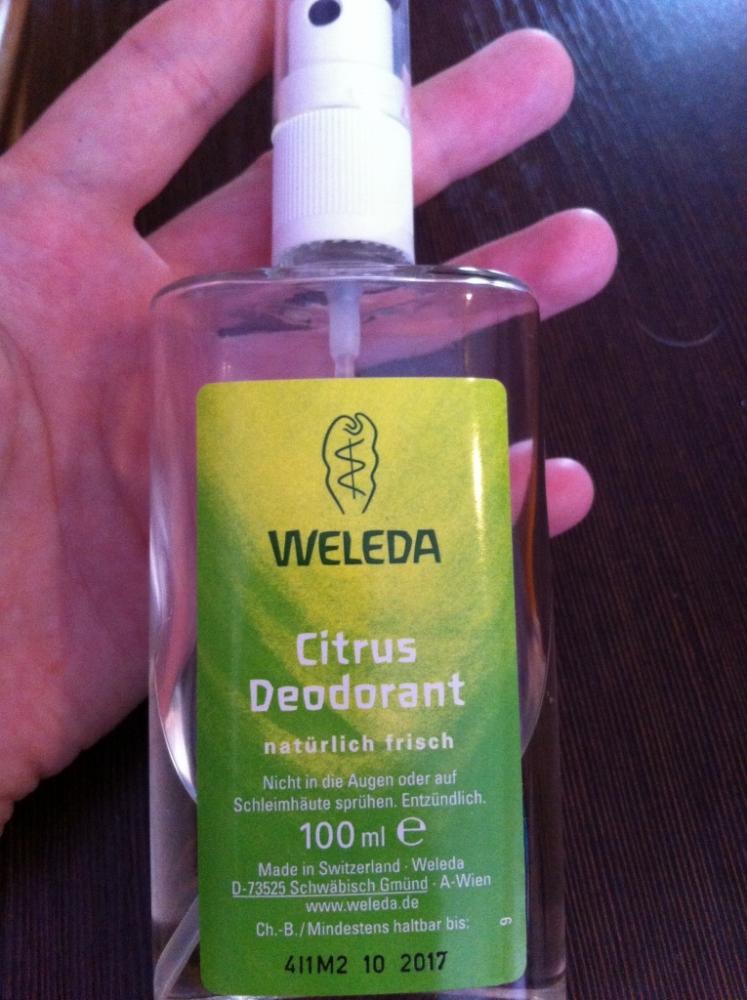 WELEDA
Citrus
Deodorant
natürlich frisch
Nicht in die Augen oder auf
Schleimhäute sprühen. Entzündlich.
100 ml ℮
Made in Switzerland · Weleda
D-73525 Schwäbisch Gmünd · A-Wien
www.weleda.de
Ch.-B./Mindestens haltbar bis:
4I1M2 10 2017